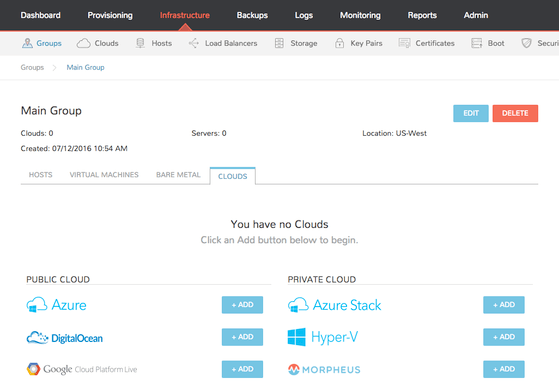 Dashboard Provisioning Infrastructure Backups Logs Monitoring Reports Admin
Groups Clouds Hosts Load Balancers Storage Key Pairs Certificates Boot Securi
Groups Main Group
Main Group
EDIT DELETE
Clouds: 0 Servers: 0 Location: US-West
Created: 07/12/2016 10:54 AM
HOSTS VIRTUAL MACHINES BARE METAL CLOUDS
You have no Clouds
Click an Add button below to begin.
PUBLIC CLOUD PRIVATE CLOUD
Azure + ADD Azure Stack + ADD
DigitalOcean + ADD Hyper-V + ADD
Google Cloud Platform Live + ADD MORPHEUS + ADD